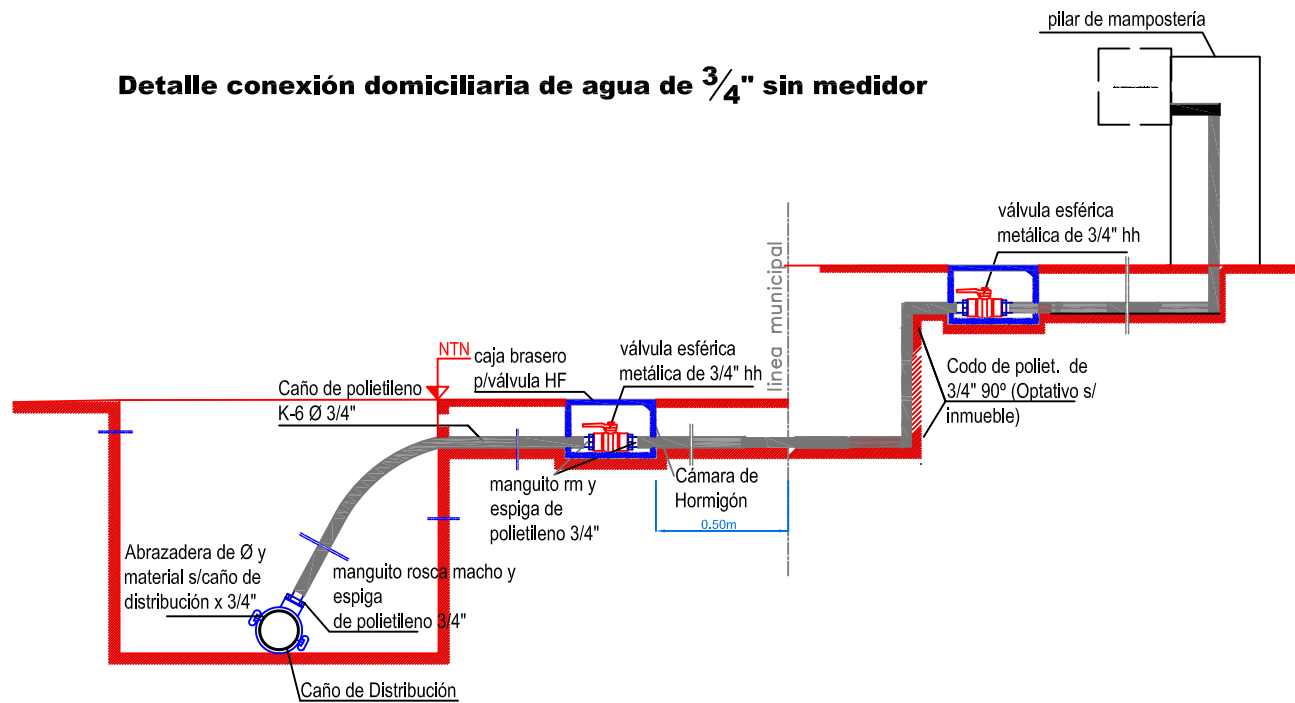 pilar de mampostería
Detalle conexión domiciliaria de agua de 3/4" sin medidor
válvula esférica
metálica de 3/4" hh
línea municipal
NTN
caja brasero
p/válvula HF
válvula esférica
metálica de 3/4" hh
Caño de polietileno
K-6 Ø 3/4"
Codo de poliet. de
3/4" 90º (Optativo s/
inmueble)
manguito rm y
espiga de
polietileno 3/4"
Cámara de
Hormigón
0.50m
Abrazadera de Ø y
material s/caño de
distribución x 3/4"
manguito rosca macho y
espiga
de polietileno 3/4"
Caño de Distribución